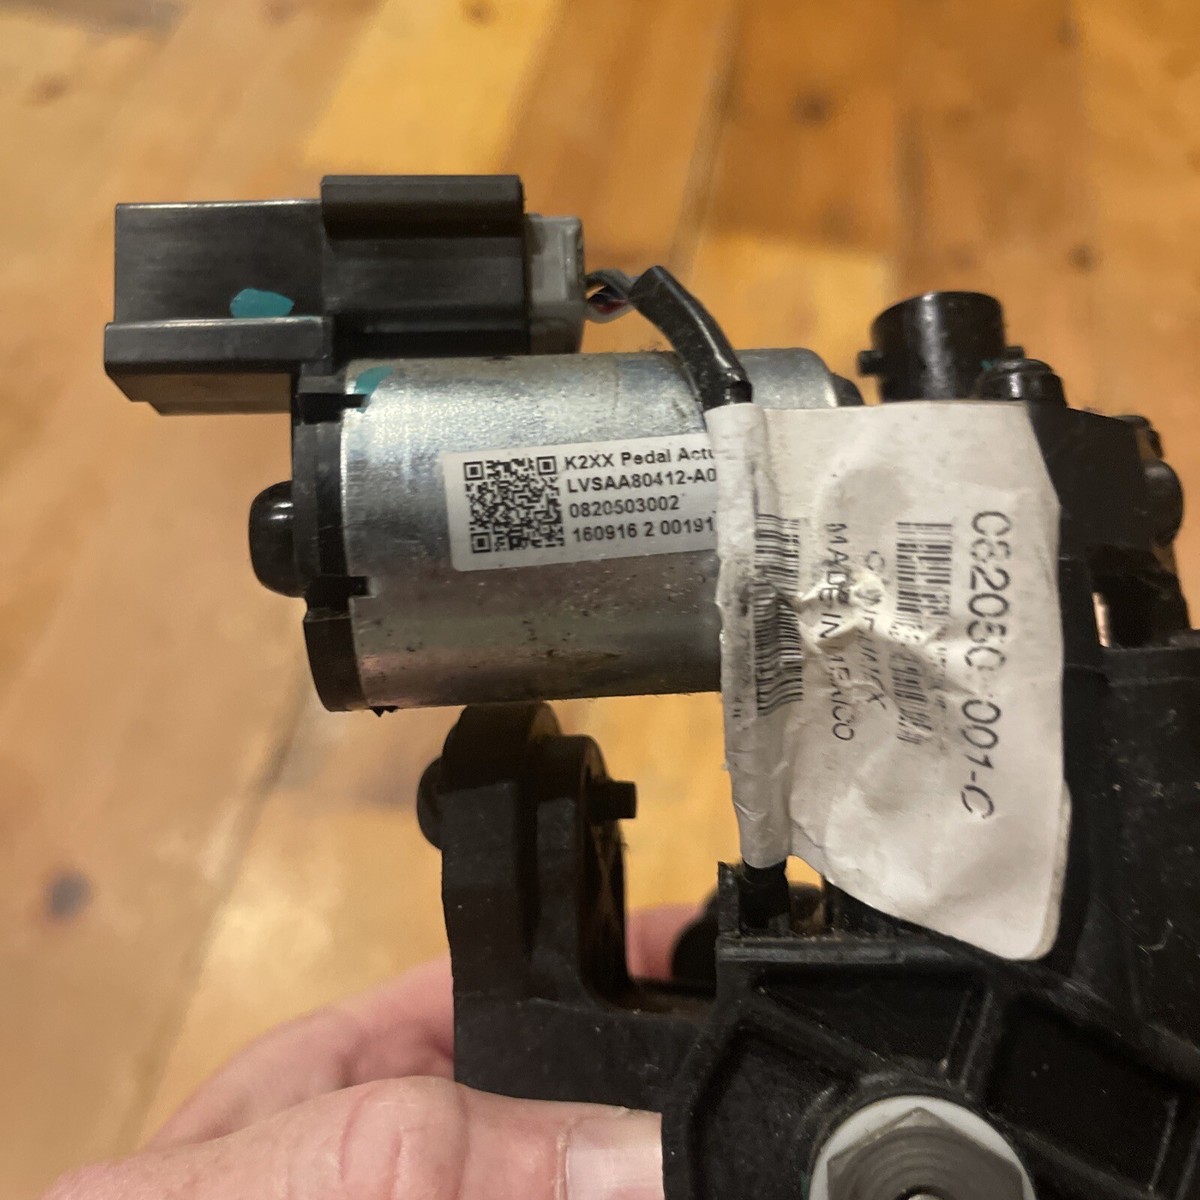 K2XX Pedal Actu
LVSAA80412-A0
0820503002
160916 2 00191
MADE IN MEXICO
001-C